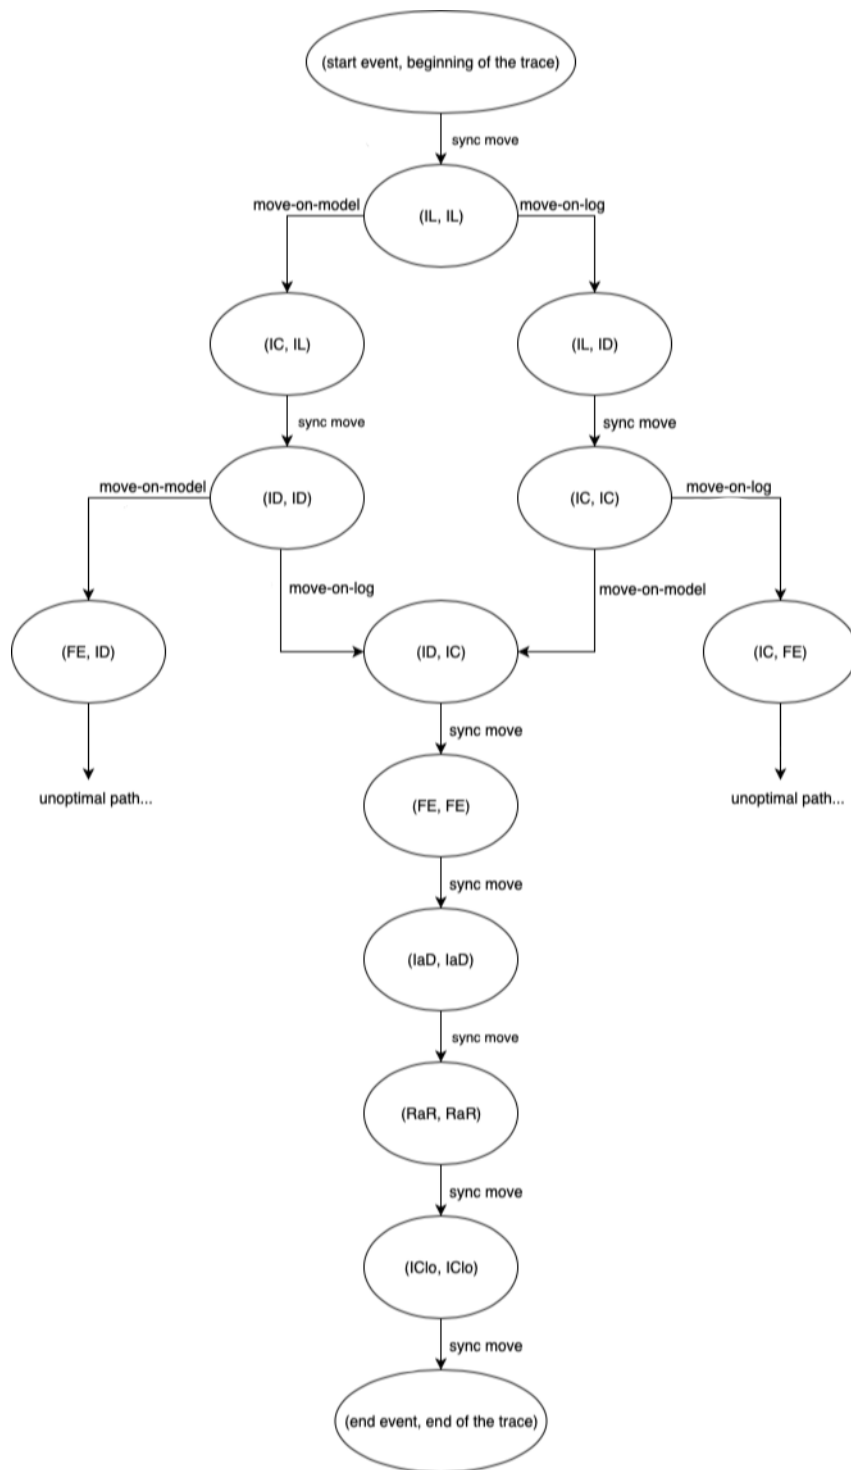 (start event, beginning of the trace)
sync move
move-on-model
(IL, IL)
move-on-log
(IC, IL)
(IL, ID)
sync move
sync move
move-on-model
(ID, ID)
(IC, IC)
move-on-log
move-on-log
move-on-model
(FE, ID)
(ID, IC)
(IC, FE)
sync move
unoptimal path...
(FE, FE)
unoptimal path...
sync move
(IaD, IaD)
sync move
(RaR, RaR)
sync move
(IClo, IClo)
sync move
(end event, end of the trace)